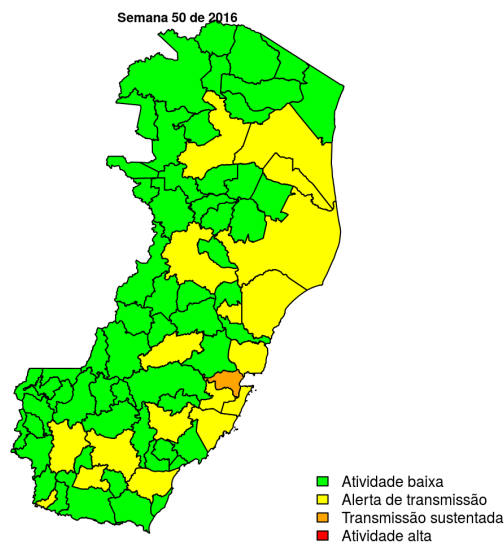 Semana 50 de 2016
Atividade baixa
Alerta de transmissão
Transmissão sustentada
Atividade alta